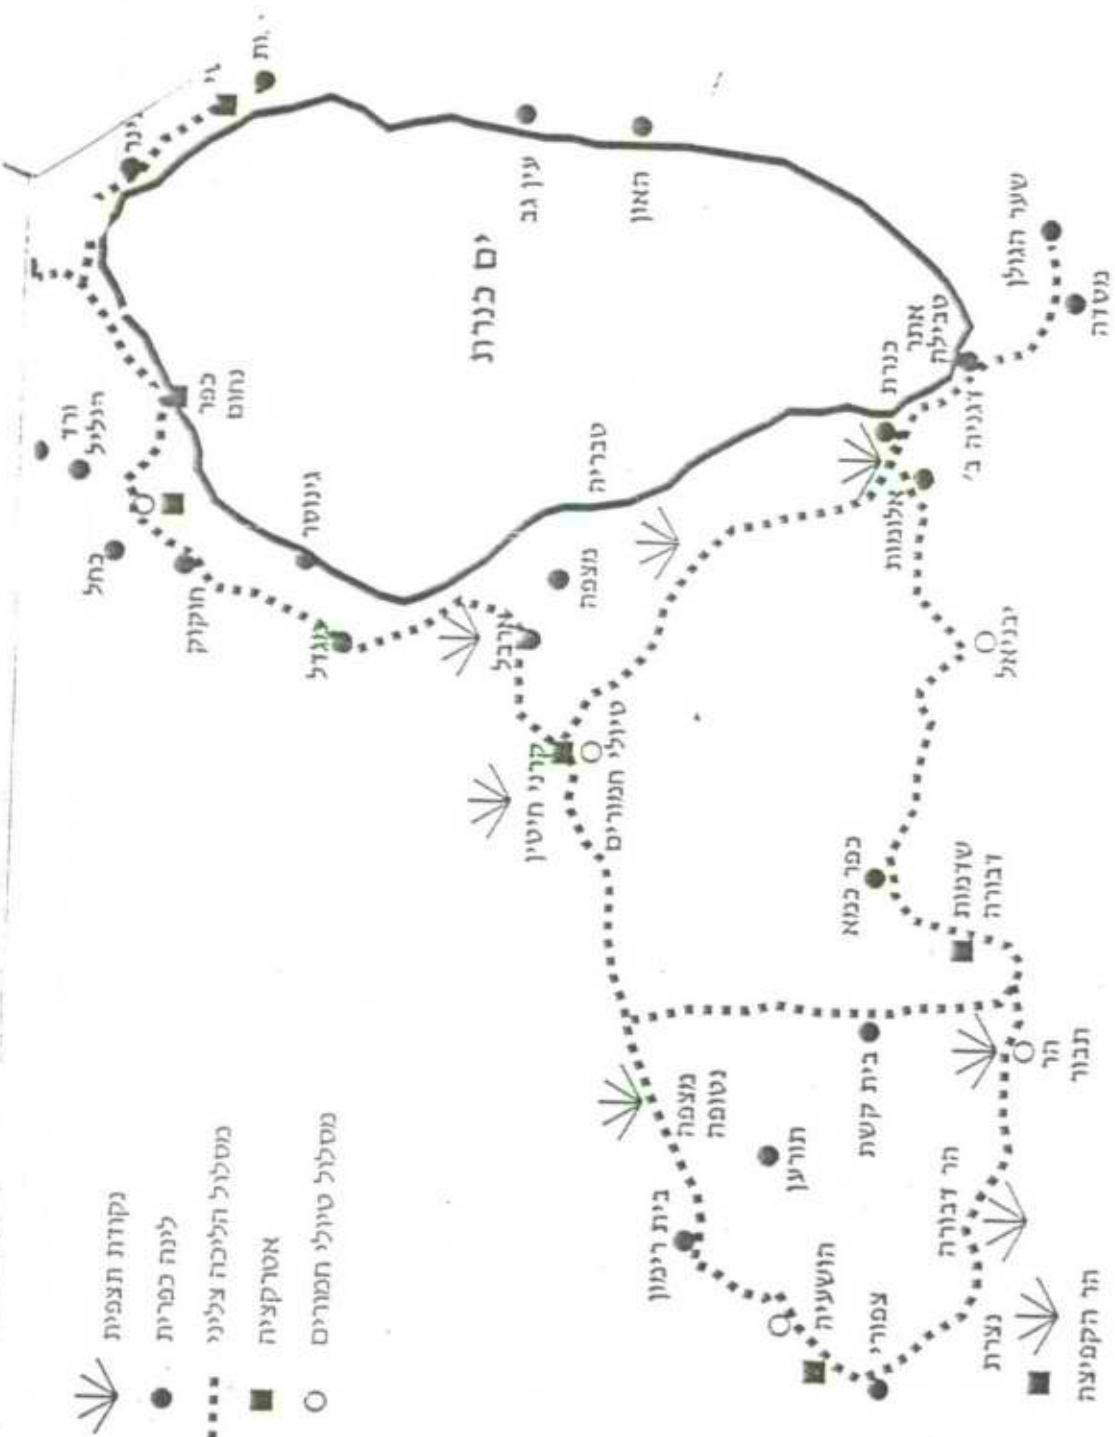 ים כנרת
עין גב
האון
שער הגולן
מסדה
אתר
טבילה
כנרת
דגניה ב'
אלומות
יבניאל
טבריה
מצפה
ארבל
מגדל
גינוסר
כפר
נחום
ורד
הגליל
כחל
חוקוק
קרני חיטין
טיולי חמורים
כפר כמא
שדמות
דבורה
הר
תבור
בית קשת
מצפה
נטופה
תורען
בית רימון
הושעיה
ציפורי
הר דבורה
נצרת
הר הקפיצה
נקודת תצפית
לינה כפרית
מסלול הליכה צליני
אטרקציה
מסלול טיולי חמורים